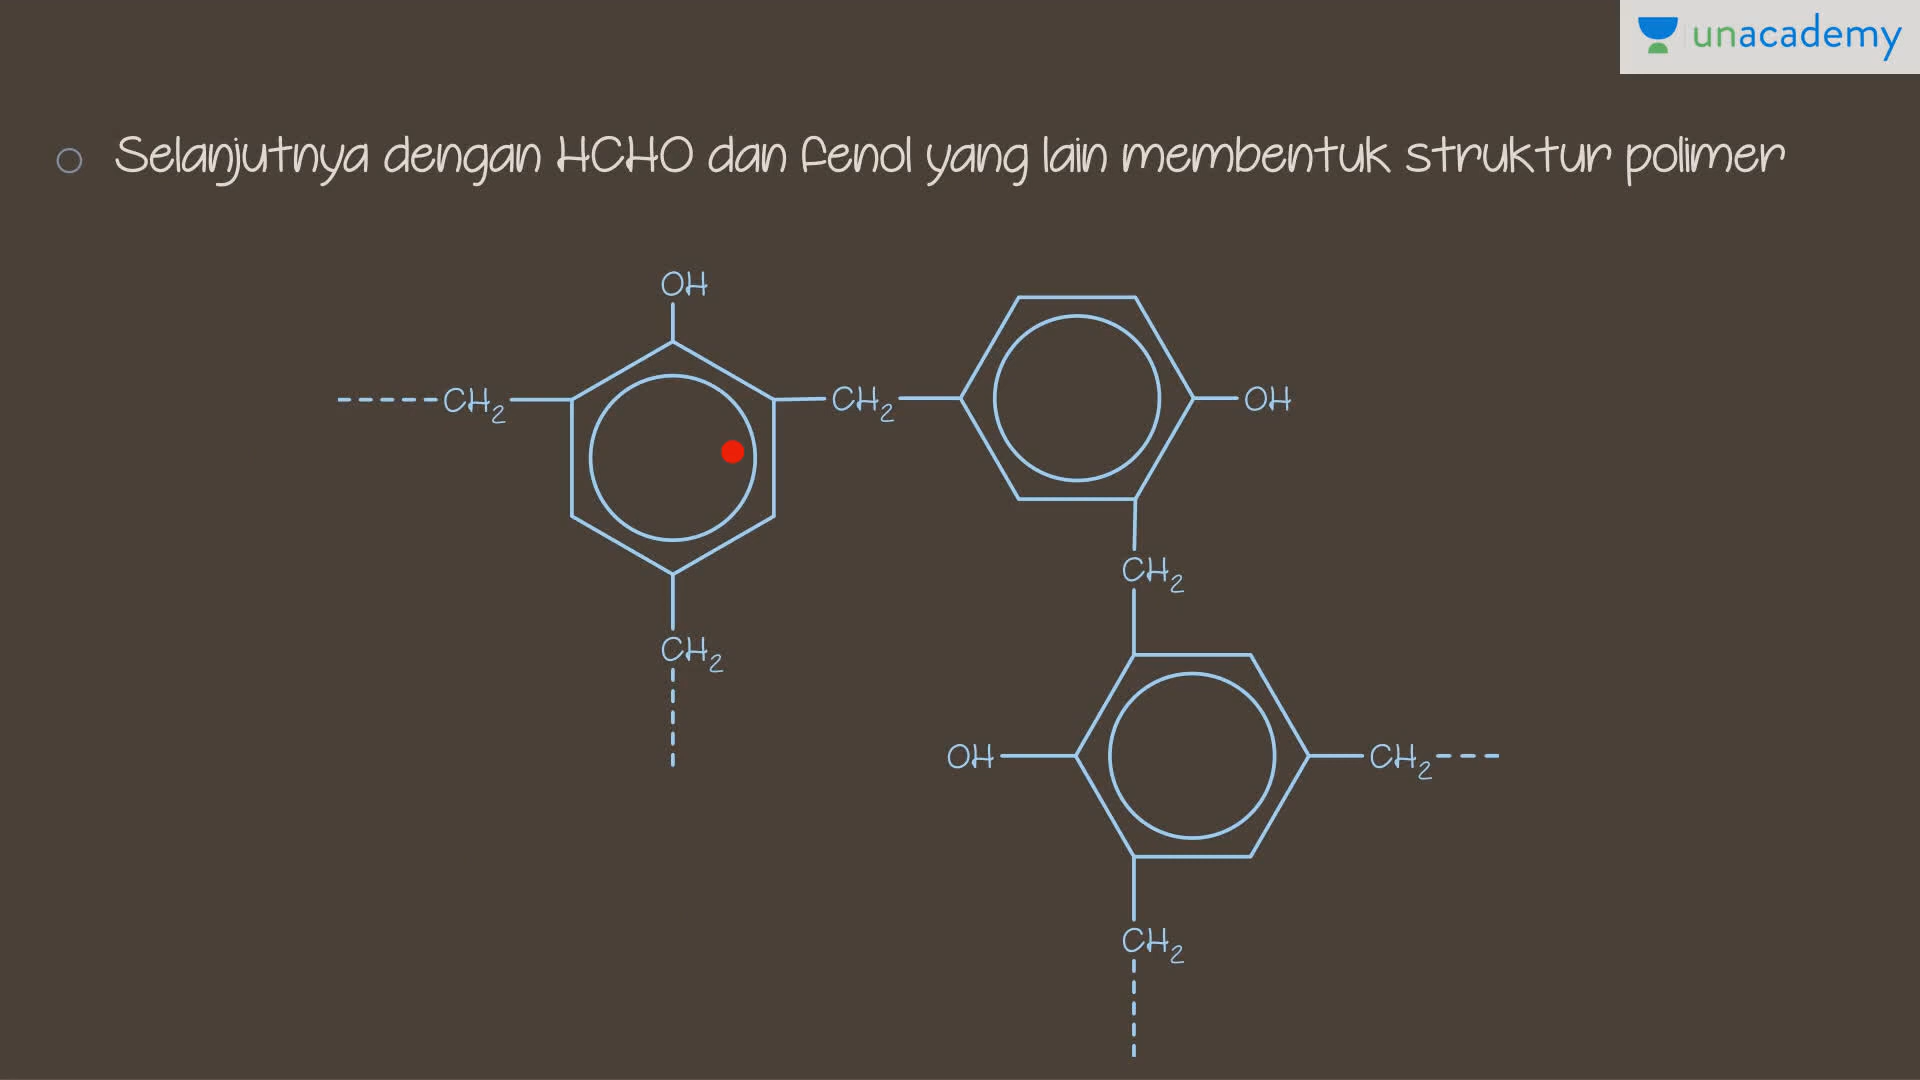 unacademy
Selanjutnya dengan HCHO dan fenol yang lain membentuk struktur polimer
OH
CH₂ CH₂ OH
CH₂
CH₂
OH CH₂
CH₂